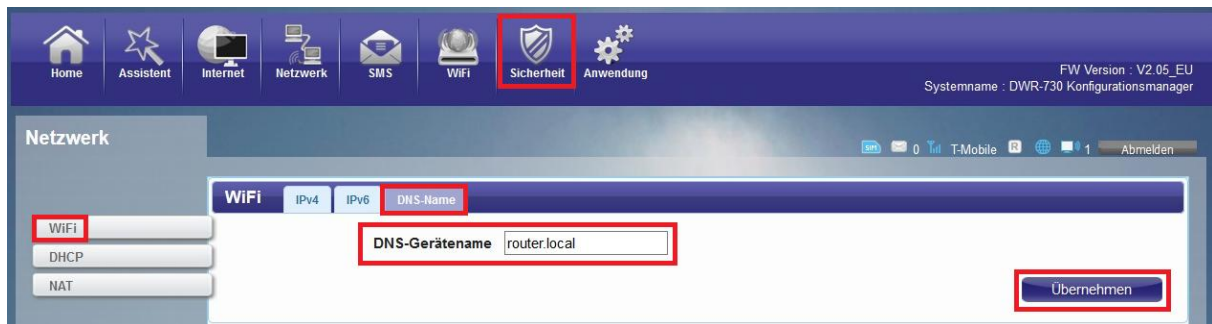 Home Assistent Internet Netzwerk SMS WiFi Sicherheit Anwendung
FW Version : V2.05_EU
Systemname : DWR-730 Konfigurationsmanager
Netzwerk
SIM 0 T-Mobile R 1 Abmelden
WiFi IPv4 IPv6 DNS-Name
WiFi
DHCP
NAT
DNS-Gerätename router.local
Übernehmen